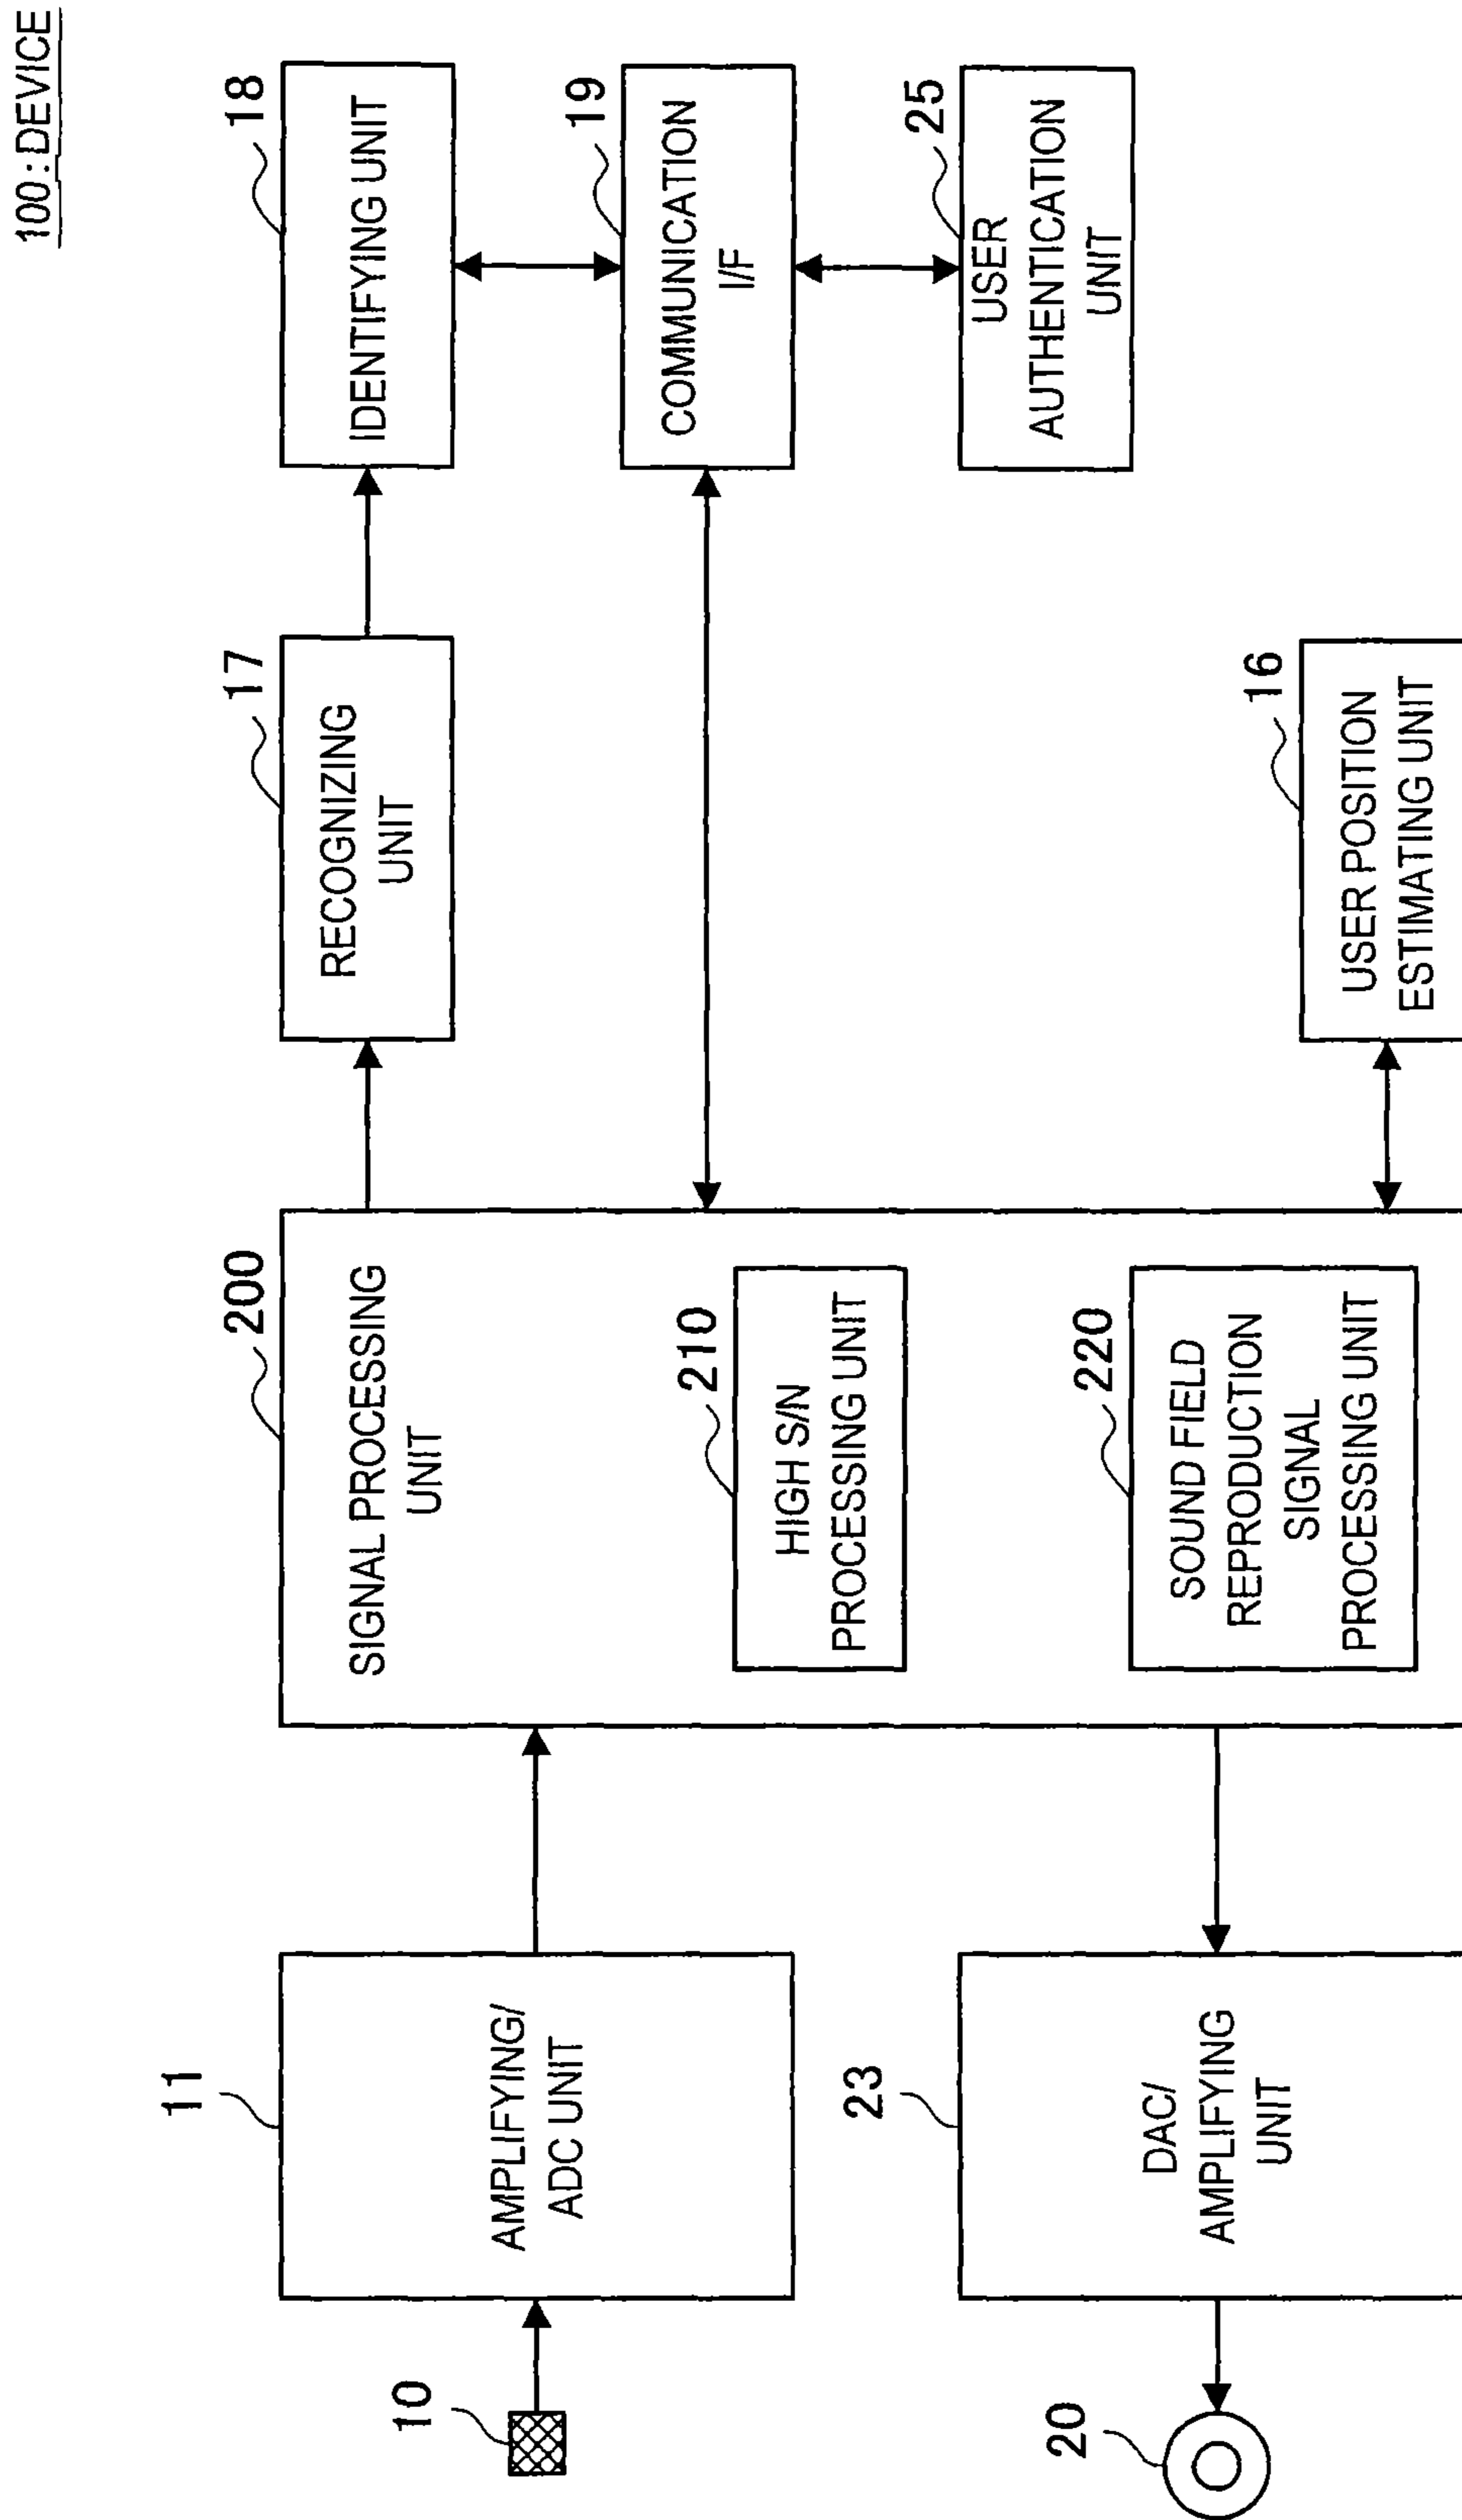 100:DEVICE
10
11
AMPLIFYING/
ADC UNIT
200
SIGNAL PROCESSING
UNIT
210
HIGH S/N
PROCESSING UNIT
220
SOUND FIELD
REPRODUCTION
SIGNAL
PROCESSING UNIT
17
RECOGNIZING
UNIT
18
IDENTIFYING UNIT
19
COMMUNICATION
I/F
25
USER
AUTHENTICATION
UNIT
16
USER POSITION
ESTIMATING UNIT
23
DAC/
AMPLIFYING
UNIT
20